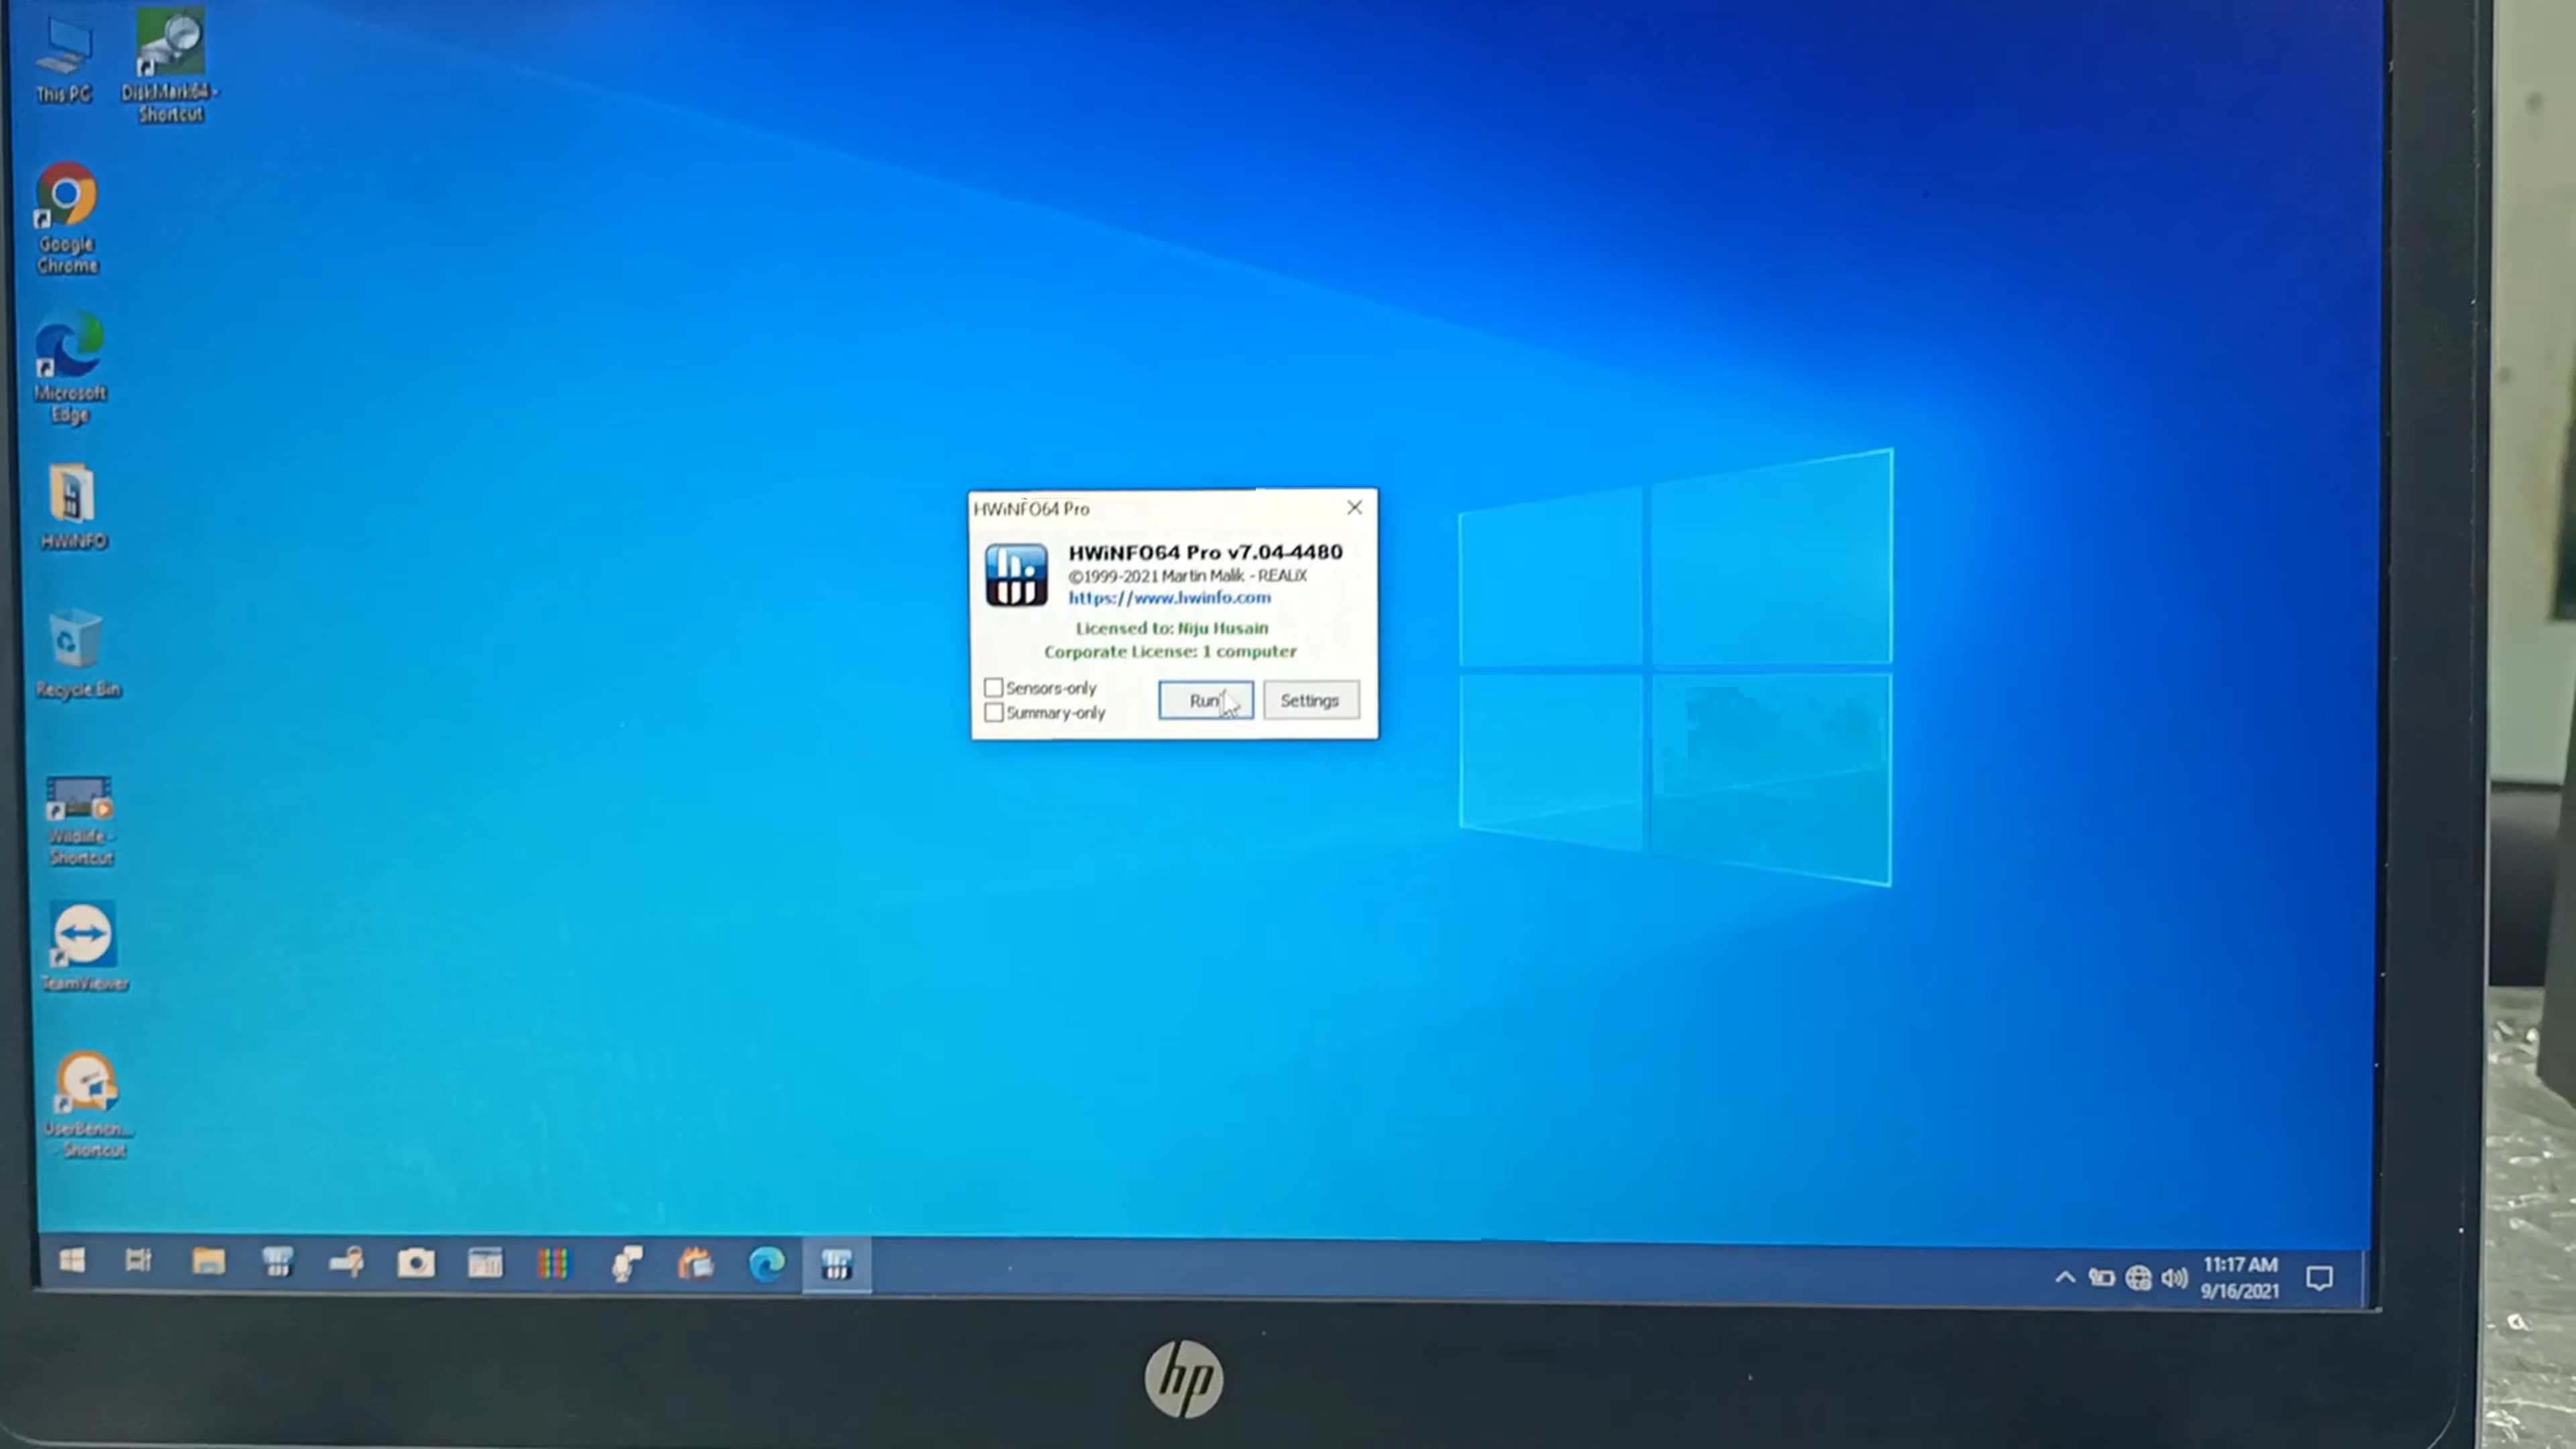 This PC
DiskMark64 -
Shortcut
Google
Chrome
Microsoft
Edge
HWiNFO
Recycle Bin
Wildlife -
Shortcut
TeamViewer
UserBench...
- Shortcut
HWiNFO64 Pro
HWiNFO64 Pro v7.04-4480
©1999-2021 Martin Malik - REALiX
https://www.hwinfo.com
Licensed to: Niju Husain
Corporate License: 1 computer
Sensors-only
Summary-only
Run
Settings
11:17 AM
9/16/2021
hp